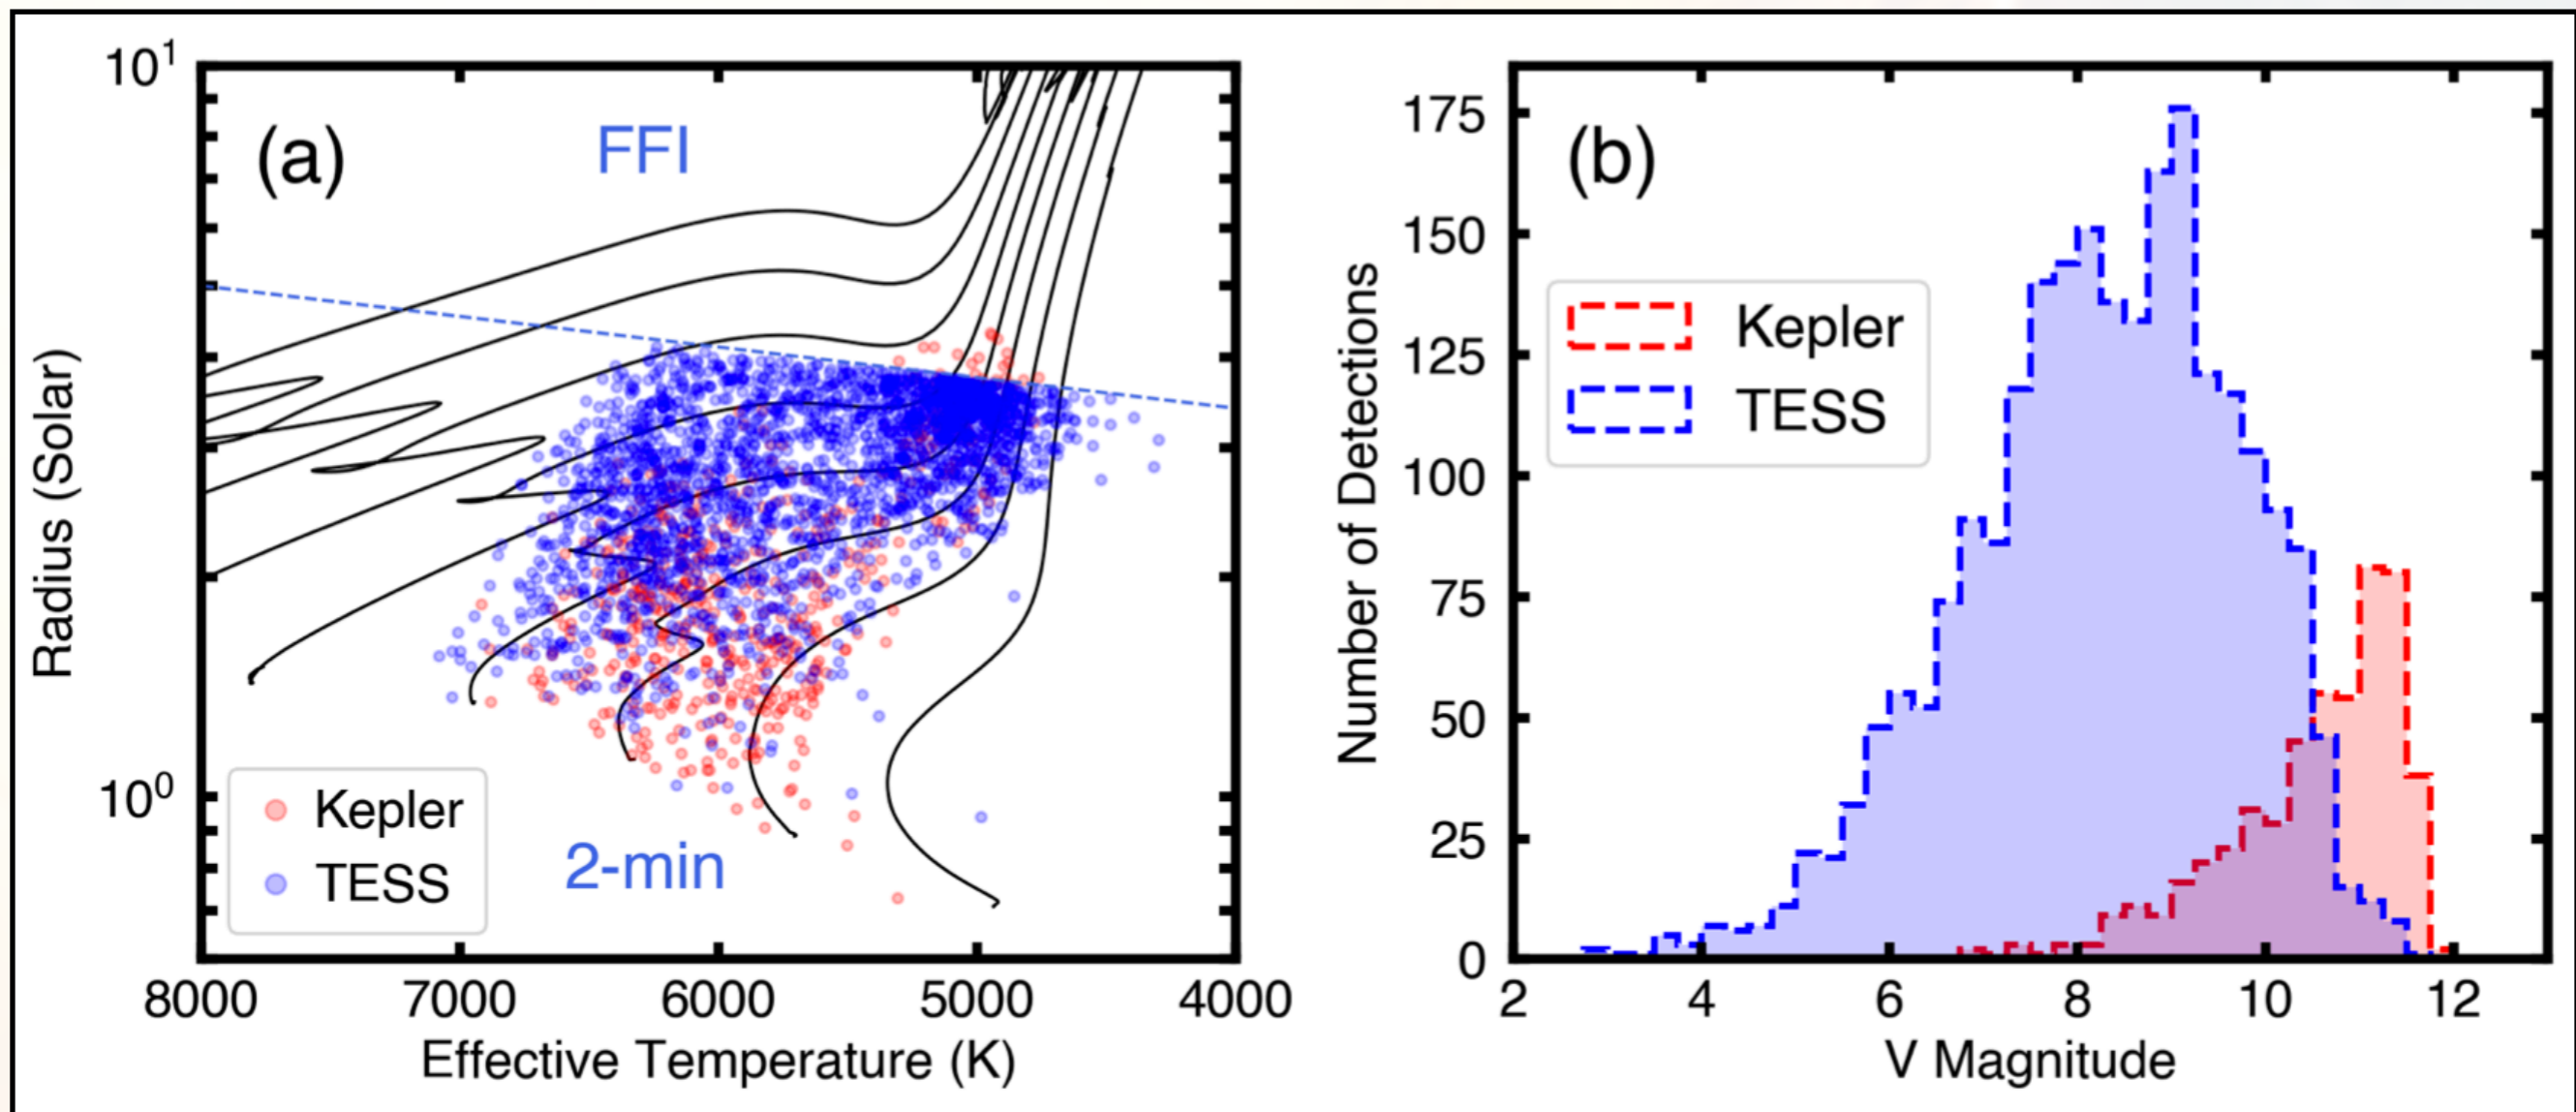 (a)
FFI
2-min
Kepler
TESS
10¹
10⁰
Radius (Solar)
8000 7000 6000 5000 4000
Effective Temperature (K)
(b)
Kepler
TESS
175
150
125
100
75
50
25
0
Number of Detections
2 4 6 8 10 12
V Magnitude